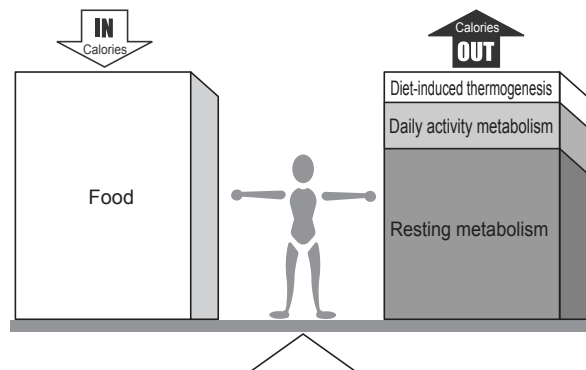 IN
Calories
Calories
OUT
Diet-induced thermogenesis
Daily activity metabolism
Food
Resting metabolism